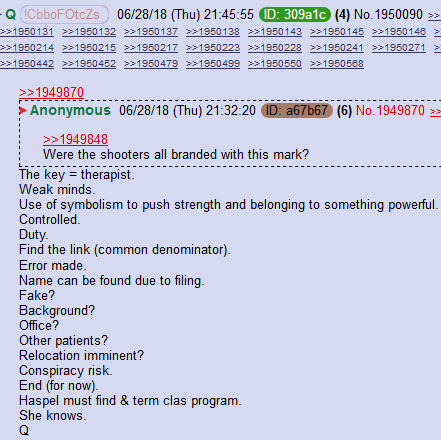 Q !CbboFOtcZs 06/28/18 (Thu) 21:45:55 ID: 309a1c (4) No.1950090 >>
>>1950131 >>1950132 >>1950137 >>1950138 >>1950143 >>1950145 >>1950146 >>
>>1950214 >>1950215 >>1950217 >>1950223 >>1950228 >>1950241 >>1950271 >
>>1950442 >>1950452 >>1950479 >>1950499 >>1950550 >>1950568
>>1949870
Anonymous 06/28/18 (Thu) 21:32:20 ID: a67b67 (6) No.1949870 >>
>>1949848
Were the shooters all branded with this mark?
The key = therapist.
Weak minds.
Use of symbolism to push strength and belonging to something powerful.
Controlled.
Duty.
Find the link (common denominator).
Error made.
Name can be found due to filing.
Fake?
Background?
Office?
Other patients?
Relocation imminent?
Conspiracy risk.
End (for now).
Haspel must find & term clas program.
She knows.
Q